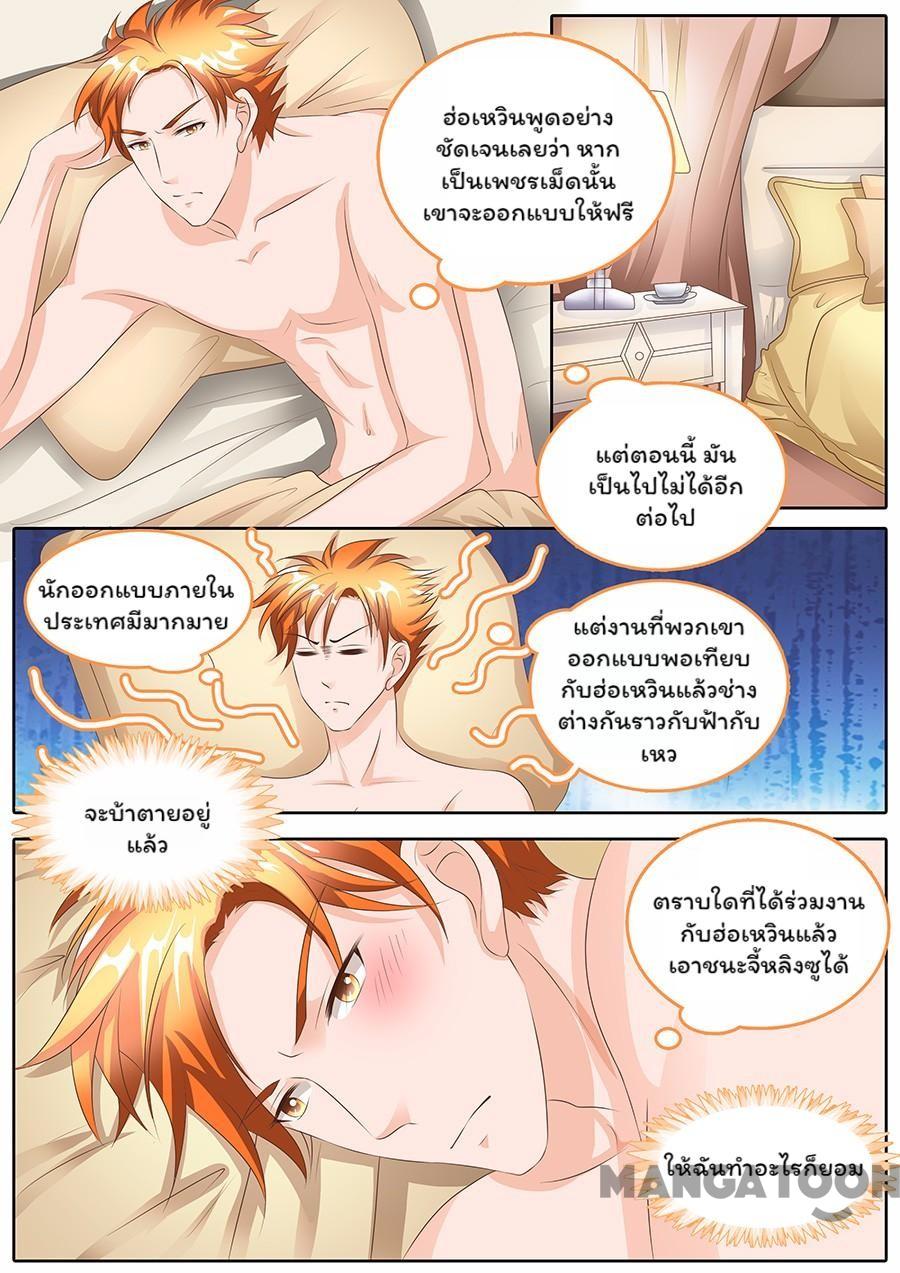 ฮ่อเหวินพูดอย่าง
ชัดเจนเลยว่า หาก
เป็นเพชรเม็ดนั้น
เขาจะออกแบบให้ฟรี
แต่ตอนนี้ มัน
เป็นไปไม่ได้อีก
ต่อไป
นักออกแบบภายใน
ประเทศมีมากมาย
แต่งานที่พวกเขา
ออกแบบพอเทียบ
กับฮ่อเหวินแล้วช่าง
ต่างกันราวกับฟ้ากับ
เหว
จะบ้าตายอยู่
แล้ว
ตราบใดที่ได้ร่วมงาน
กับฮ่อเหวินแล้ว
เอาชนะจี้หลิงซูได้
ให้ฉันทำอะไรก็ยอม
MANGATOON